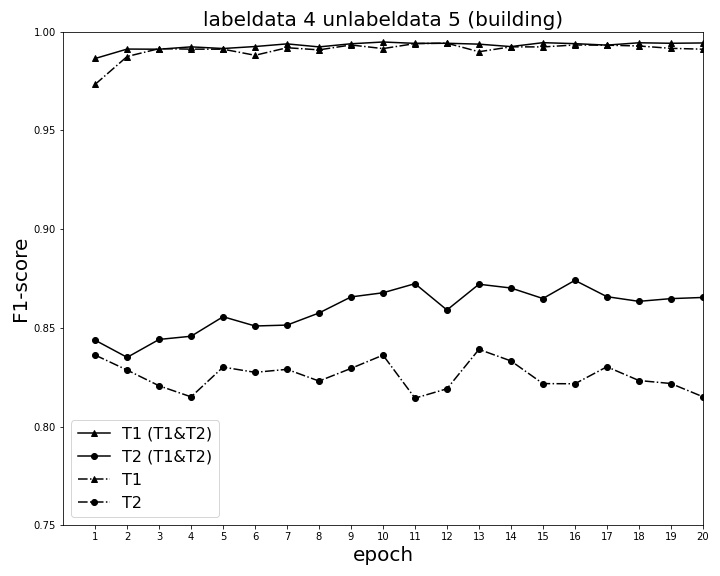 labeldata 4 unlabeldata 5 (building)
1.00
0.95
0.90
0.85
0.80
0.75
F1-score
T1 (T1&T2)
T2 (T1&T2)
T1
T2
1 2 3 4 5 6 7 8 9 10 11 12 13 14 15 16 17 18 19 20
epoch